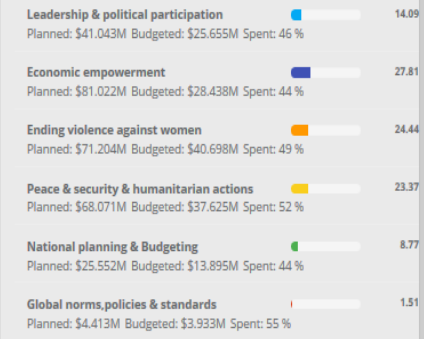 Leadership & political participation 14.09
Planned: $41.043M Budgeted: $25.655M Spent: 46 %
Economic empowerment 27.81
Planned: $81.022M Budgeted: $28.438M Spent: 44 %
Ending violence against women 24.44
Planned: $71.204M Budgeted: $40.698M Spent: 49 %
Peace & security & humanitarian actions 23.37
Planned: $68.071M Budgeted: $37.625M Spent: 52 %
National planning & Budgeting 8.77
Planned: $25.552M Budgeted: $13.895M Spent: 44 %
Global norms,policies & standards 1.51
Planned: $4.413M Budgeted: $3.933M Spent: 55 %